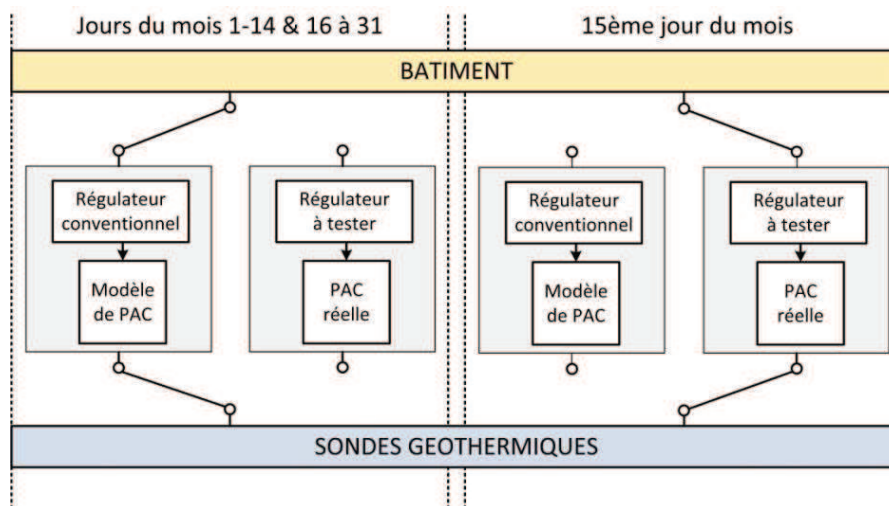 Jours du mois 1-14 & 16 à 31
15ème jour du mois
BATIMENT
Régulateur
conventionnel
Modèle
de PAC
Régulateur
à tester
PAC
réelle
Régulateur
conventionnel
Modèle
de PAC
Régulateur
à tester
PAC
réelle
SONDES GEOTHERMIQUES